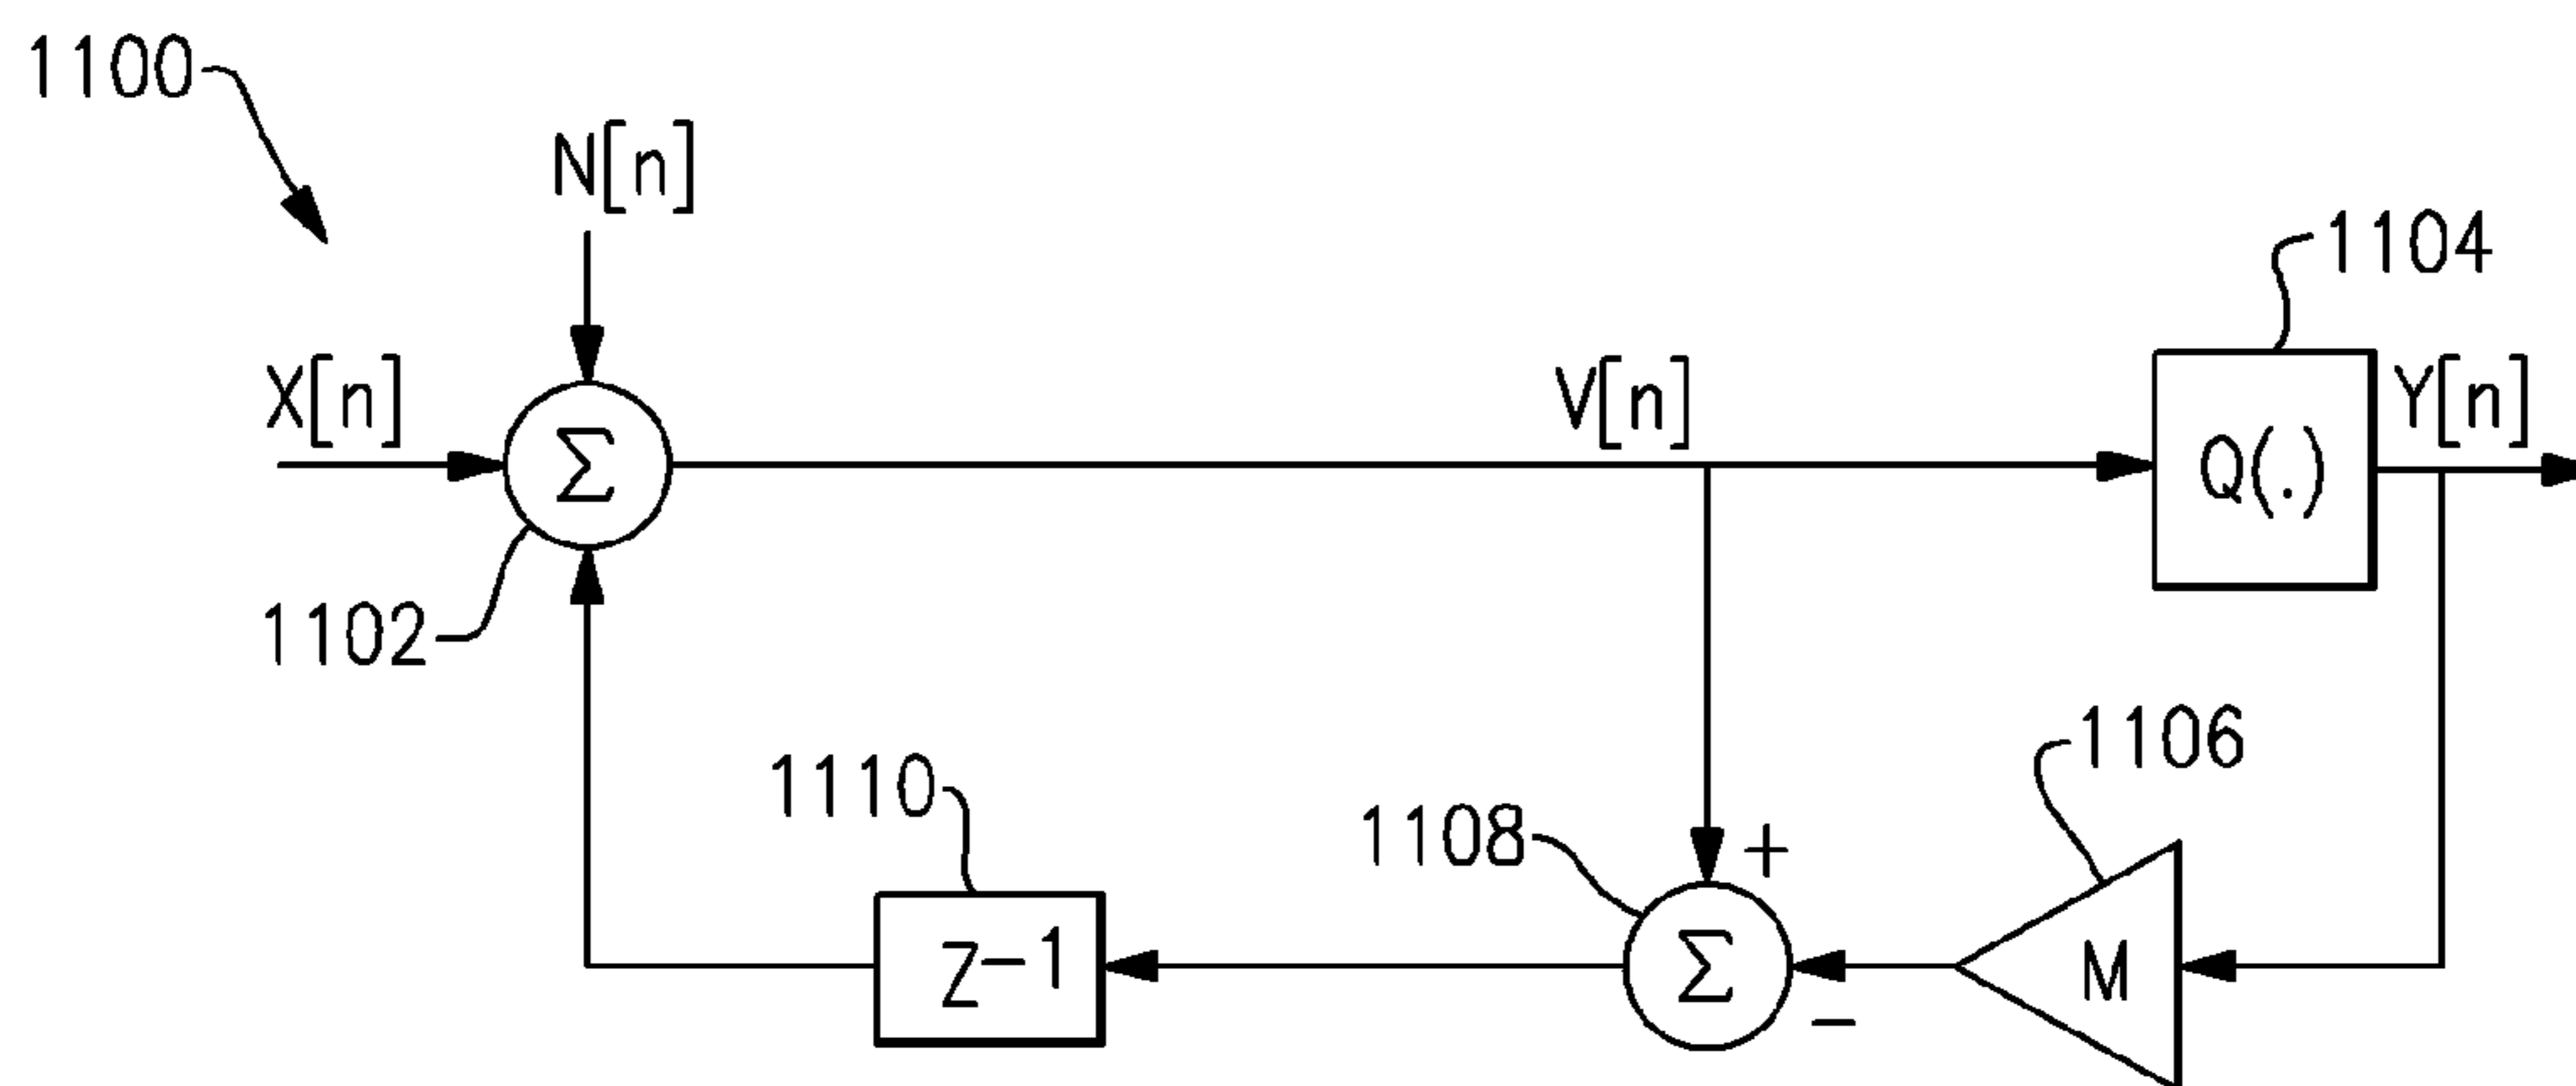 1100
N[n]
1104
X[n]
V[n]
Y[n]
Σ
Q(.)
1102
1106
1110
1108
+
Z⁻¹
Σ
M
−